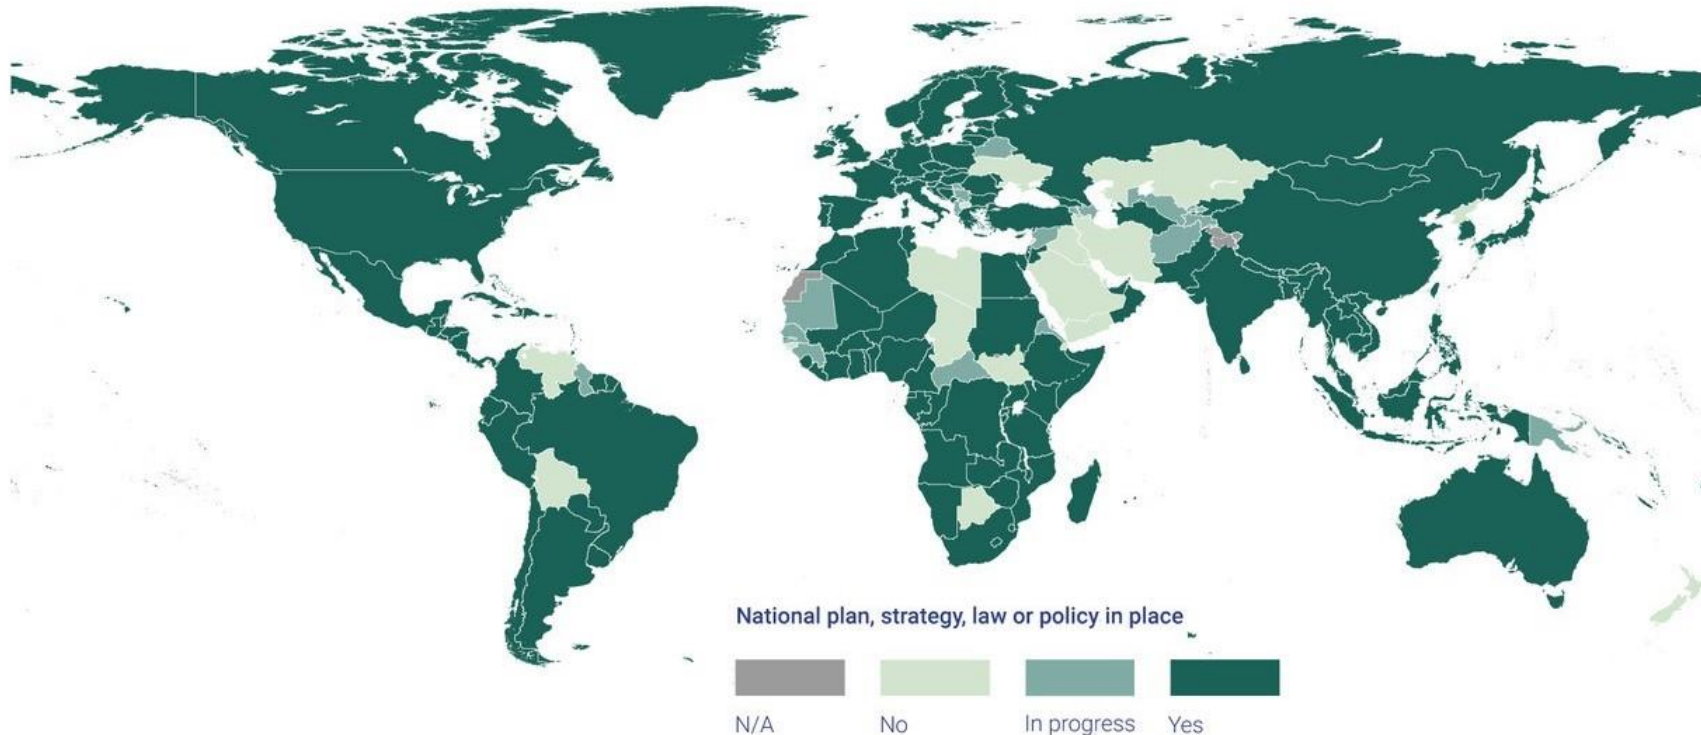 National plan, strategy, law or policy in place
N/A
No
In progress
Yes